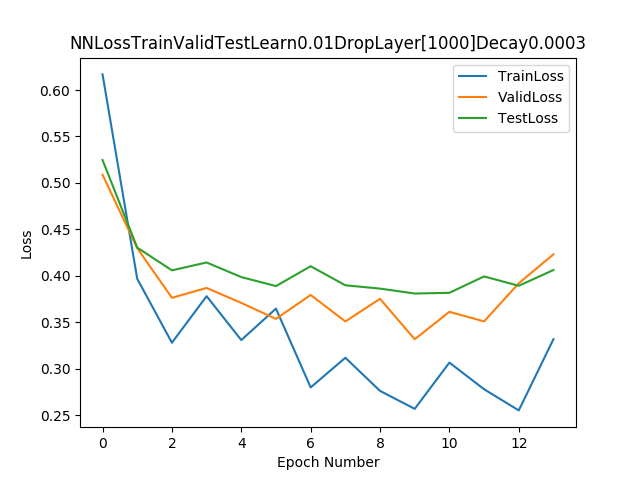 NNLossTrainValidTestLearn0.01DropLayer[1000]Decay0.0003
TrainLoss
ValidLoss
TestLoss
0.60
0.55
0.50
0.45
0.40
0.35
0.30
0.25
Loss
0 2 4 6 8 10 12
Epoch Number